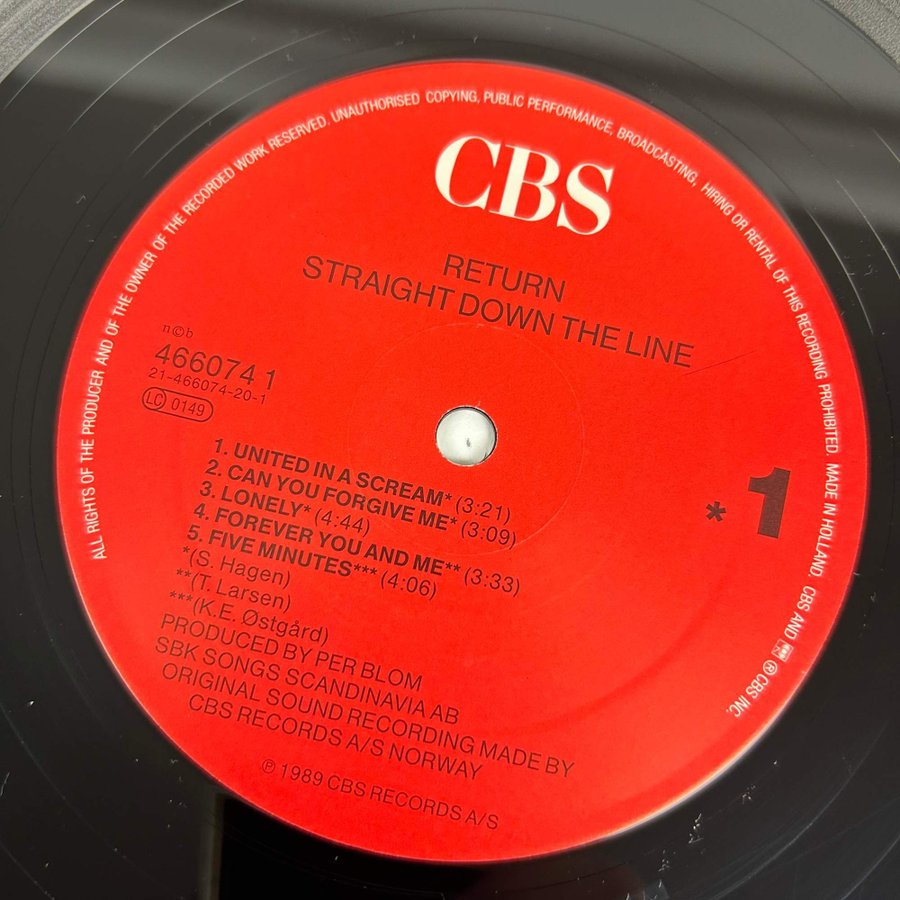 ALL RIGHTS OF THE PRODUCER AND OF THE OWNER OF THE RECORDED WORK RESERVED. UNAUTHORISED COPYING, PUBLIC PERFORMANCE, BROADCASTING, HIRING OR RENTAL OF THIS RECORDING PROHIBITED. MADE IN HOLLAND. CBS AND ℗ CBS INC.
CBS
RETURN
STRAIGHT DOWN THE LINE
n©b
466074 1
21-466074-20-1
LC 0149
* 1
1. UNITED IN A SCREAM* (3:21)
2. CAN YOU FORGIVE ME* (3:09)
3. LONELY* (4:44)
4. FOREVER YOU AND ME** (3:33)
5. FIVE MINUTES*** (4:06)
*(S. Hagen)
**(T. Larsen)
***(K.E. Østgård)
PRODUCED BY PER BLOM
SBK SONGS SCANDINAVIA AB
ORIGINAL SOUND RECORDING MADE BY
CBS RECORDS A/S NORWAY
℗ 1989 CBS RECORDS A/S